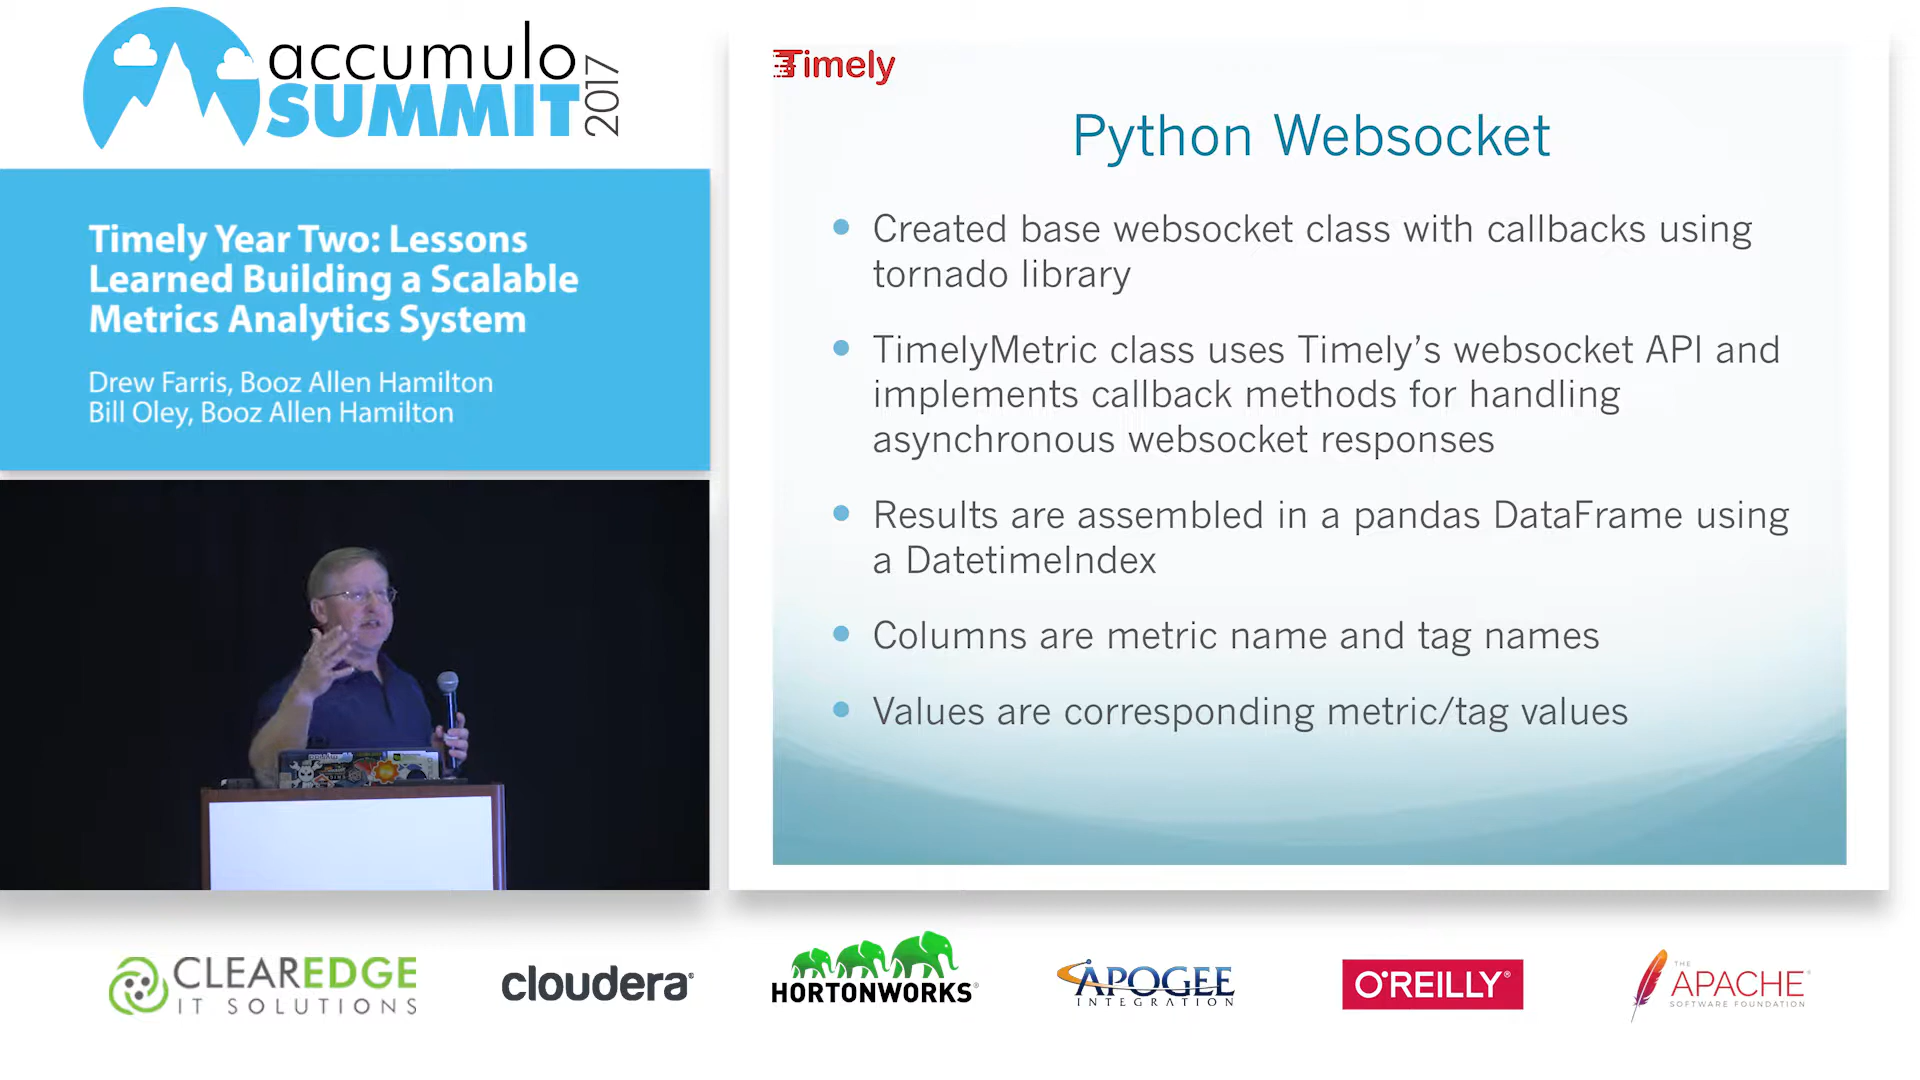 accumulo
SUMMIT
2017
Timely Year Two: Lessons
Learned Building a Scalable
Metrics Analytics System
Drew Farris, Booz Allen Hamilton
Bill Oley, Booz Allen Hamilton
Timely
Python Websocket
• Created base websocket class with callbacks using
tornado library
• TimelyMetric class uses Timely’s websocket API and
implements callback methods for handling
asynchronous websocket responses
• Results are assembled in a pandas DataFrame using
a DatetimeIndex
• Columns are metric name and tag names
• Values are corresponding metric/tag values
CLEAREDGE
IT SOLUTIONS
cloudera®
HORTONWORKS®
APOGEE
INTEGRATION
O'REILLY®
THE
APACHE®
SOFTWARE FOUNDATION